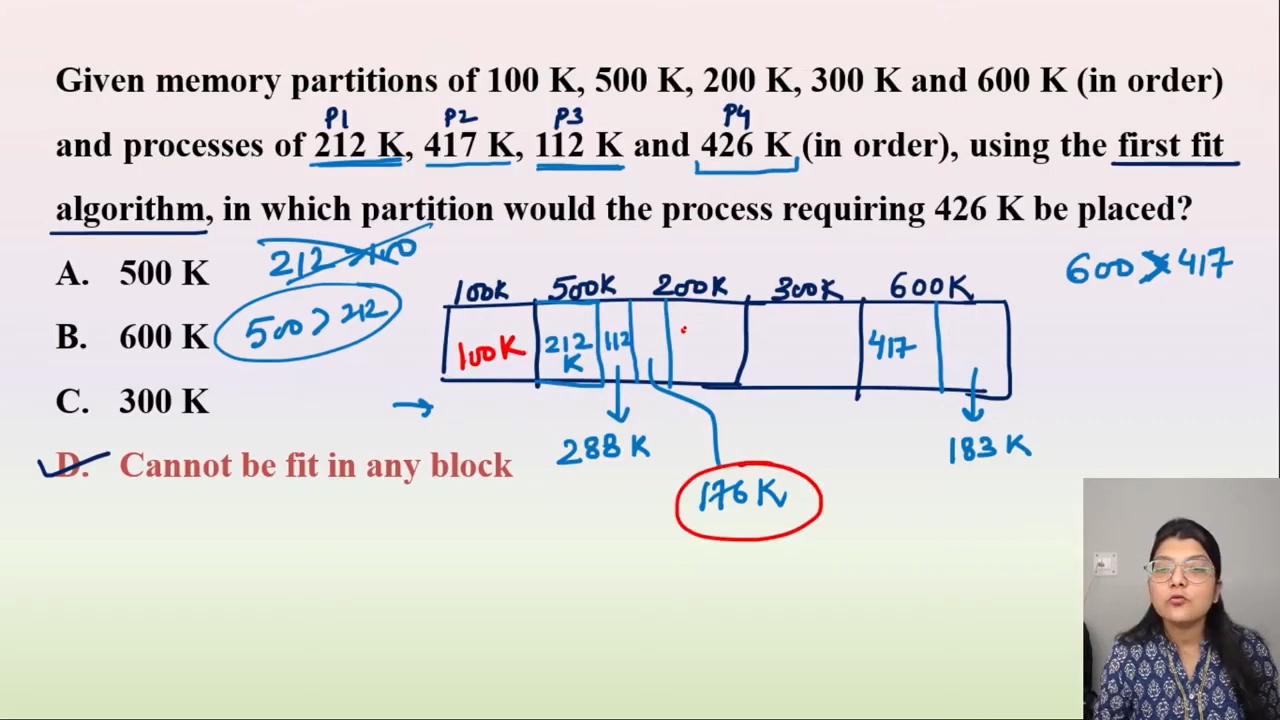 Given memory partitions of 100 K, 500 K, 200 K, 300 K and 600 K (in order)
P1 P2 P3 P4
and processes of 212 K, 417 K, 112 K and 426 K (in order), using the first fit
algorithm, in which partition would the process requiring 426 K be placed?
A. 500 K
212 100
600 > 417
100K 500K 200K 300K 600K
B. 600 K
500 > 212
100K 212 K 112 417
C. 300 K
288 K 183 K
D. Cannot be fit in any block
176 K